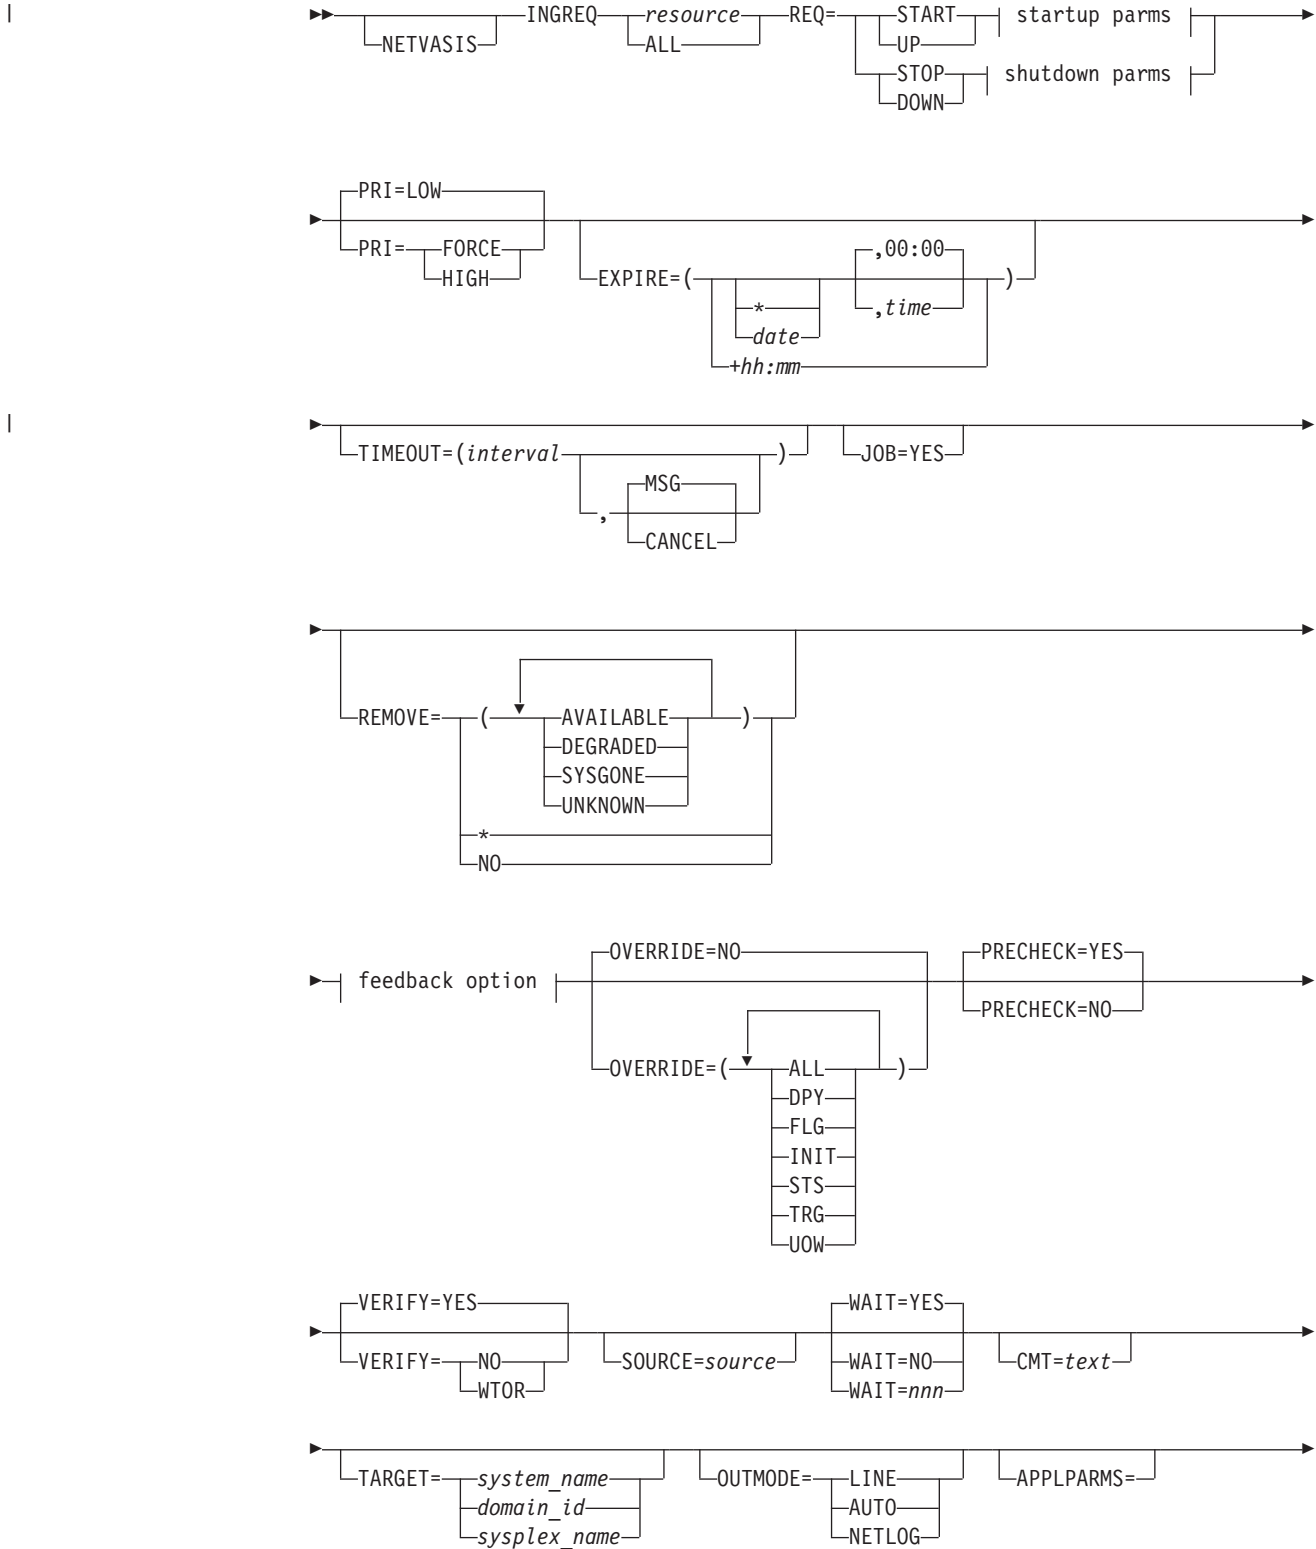 INGREQ resource REQ= START startup parms
NETVASIS ALL UP
STOP shutdown parms
DOWN
PRI=LOW
PRI= FORCE ,00:00
HIGH EXPIRE=( )
* ,time
date
+hh:mm
TIMEOUT=(interval ) JOB=YES
MSG
,
CANCEL
REMOVE= ( AVAILABLE )
DEGRADED
SYSGONE
UNKNOWN
*
NO
OVERRIDE=NO PRECHECK=YES
feedback option
PRECHECK=NO
OVERRIDE=( ALL )
DPY
FLG
INIT
STS
TRG
UOW
VERIFY=YES WAIT=YES
VERIFY= NO SOURCE=source WAIT=NO CMT=text
WTOR WAIT=nnn
TARGET= system_name OUTMODE= LINE APPLPARMS=
domain_id AUTO
sysplex_name NETLOG